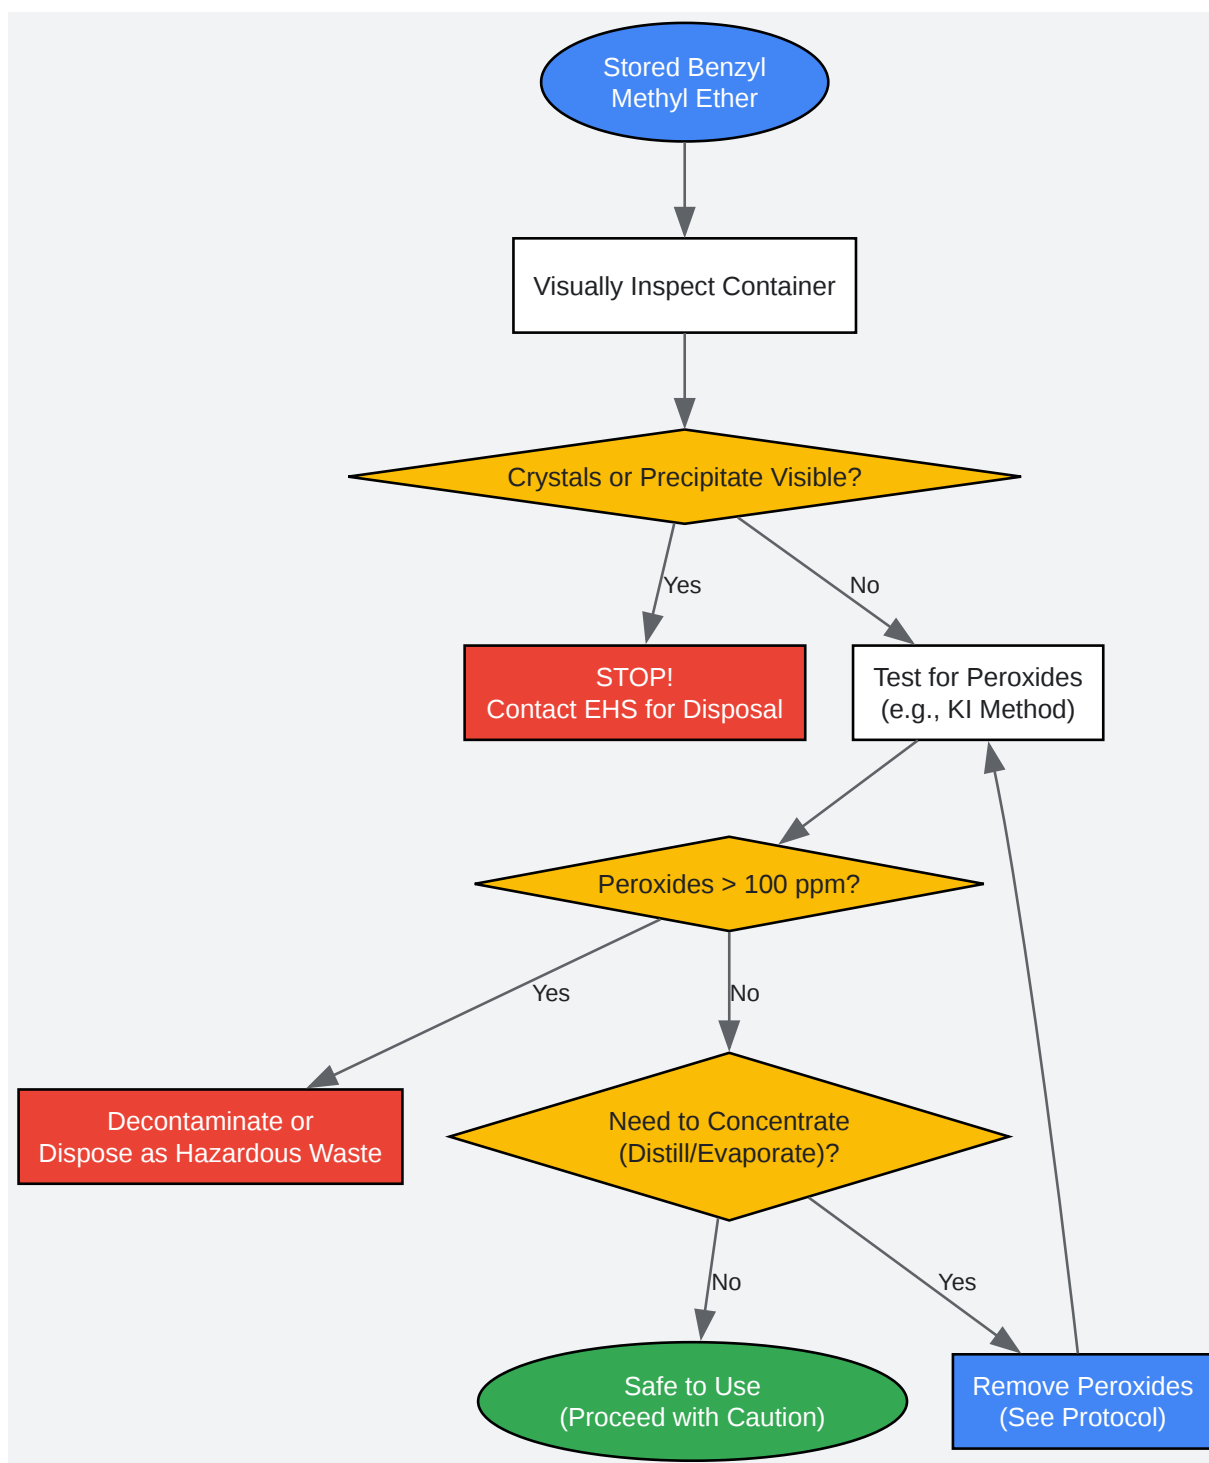 Stored Benzyl
Methyl Ether
Visually Inspect Container
Crystals or Precipitate Visible?
Yes
No
STOP!
Contact EHS for Disposal
Test for Peroxides
(e.g., KI Method)
Peroxides > 100 ppm?
Yes
No
Decontaminate or
Dispose as Hazardous Waste
Need to Concentrate
(Distill/Evaporate)?
No
Yes
Safe to Use
(Proceed with Caution)
Remove Peroxides
(See Protocol)